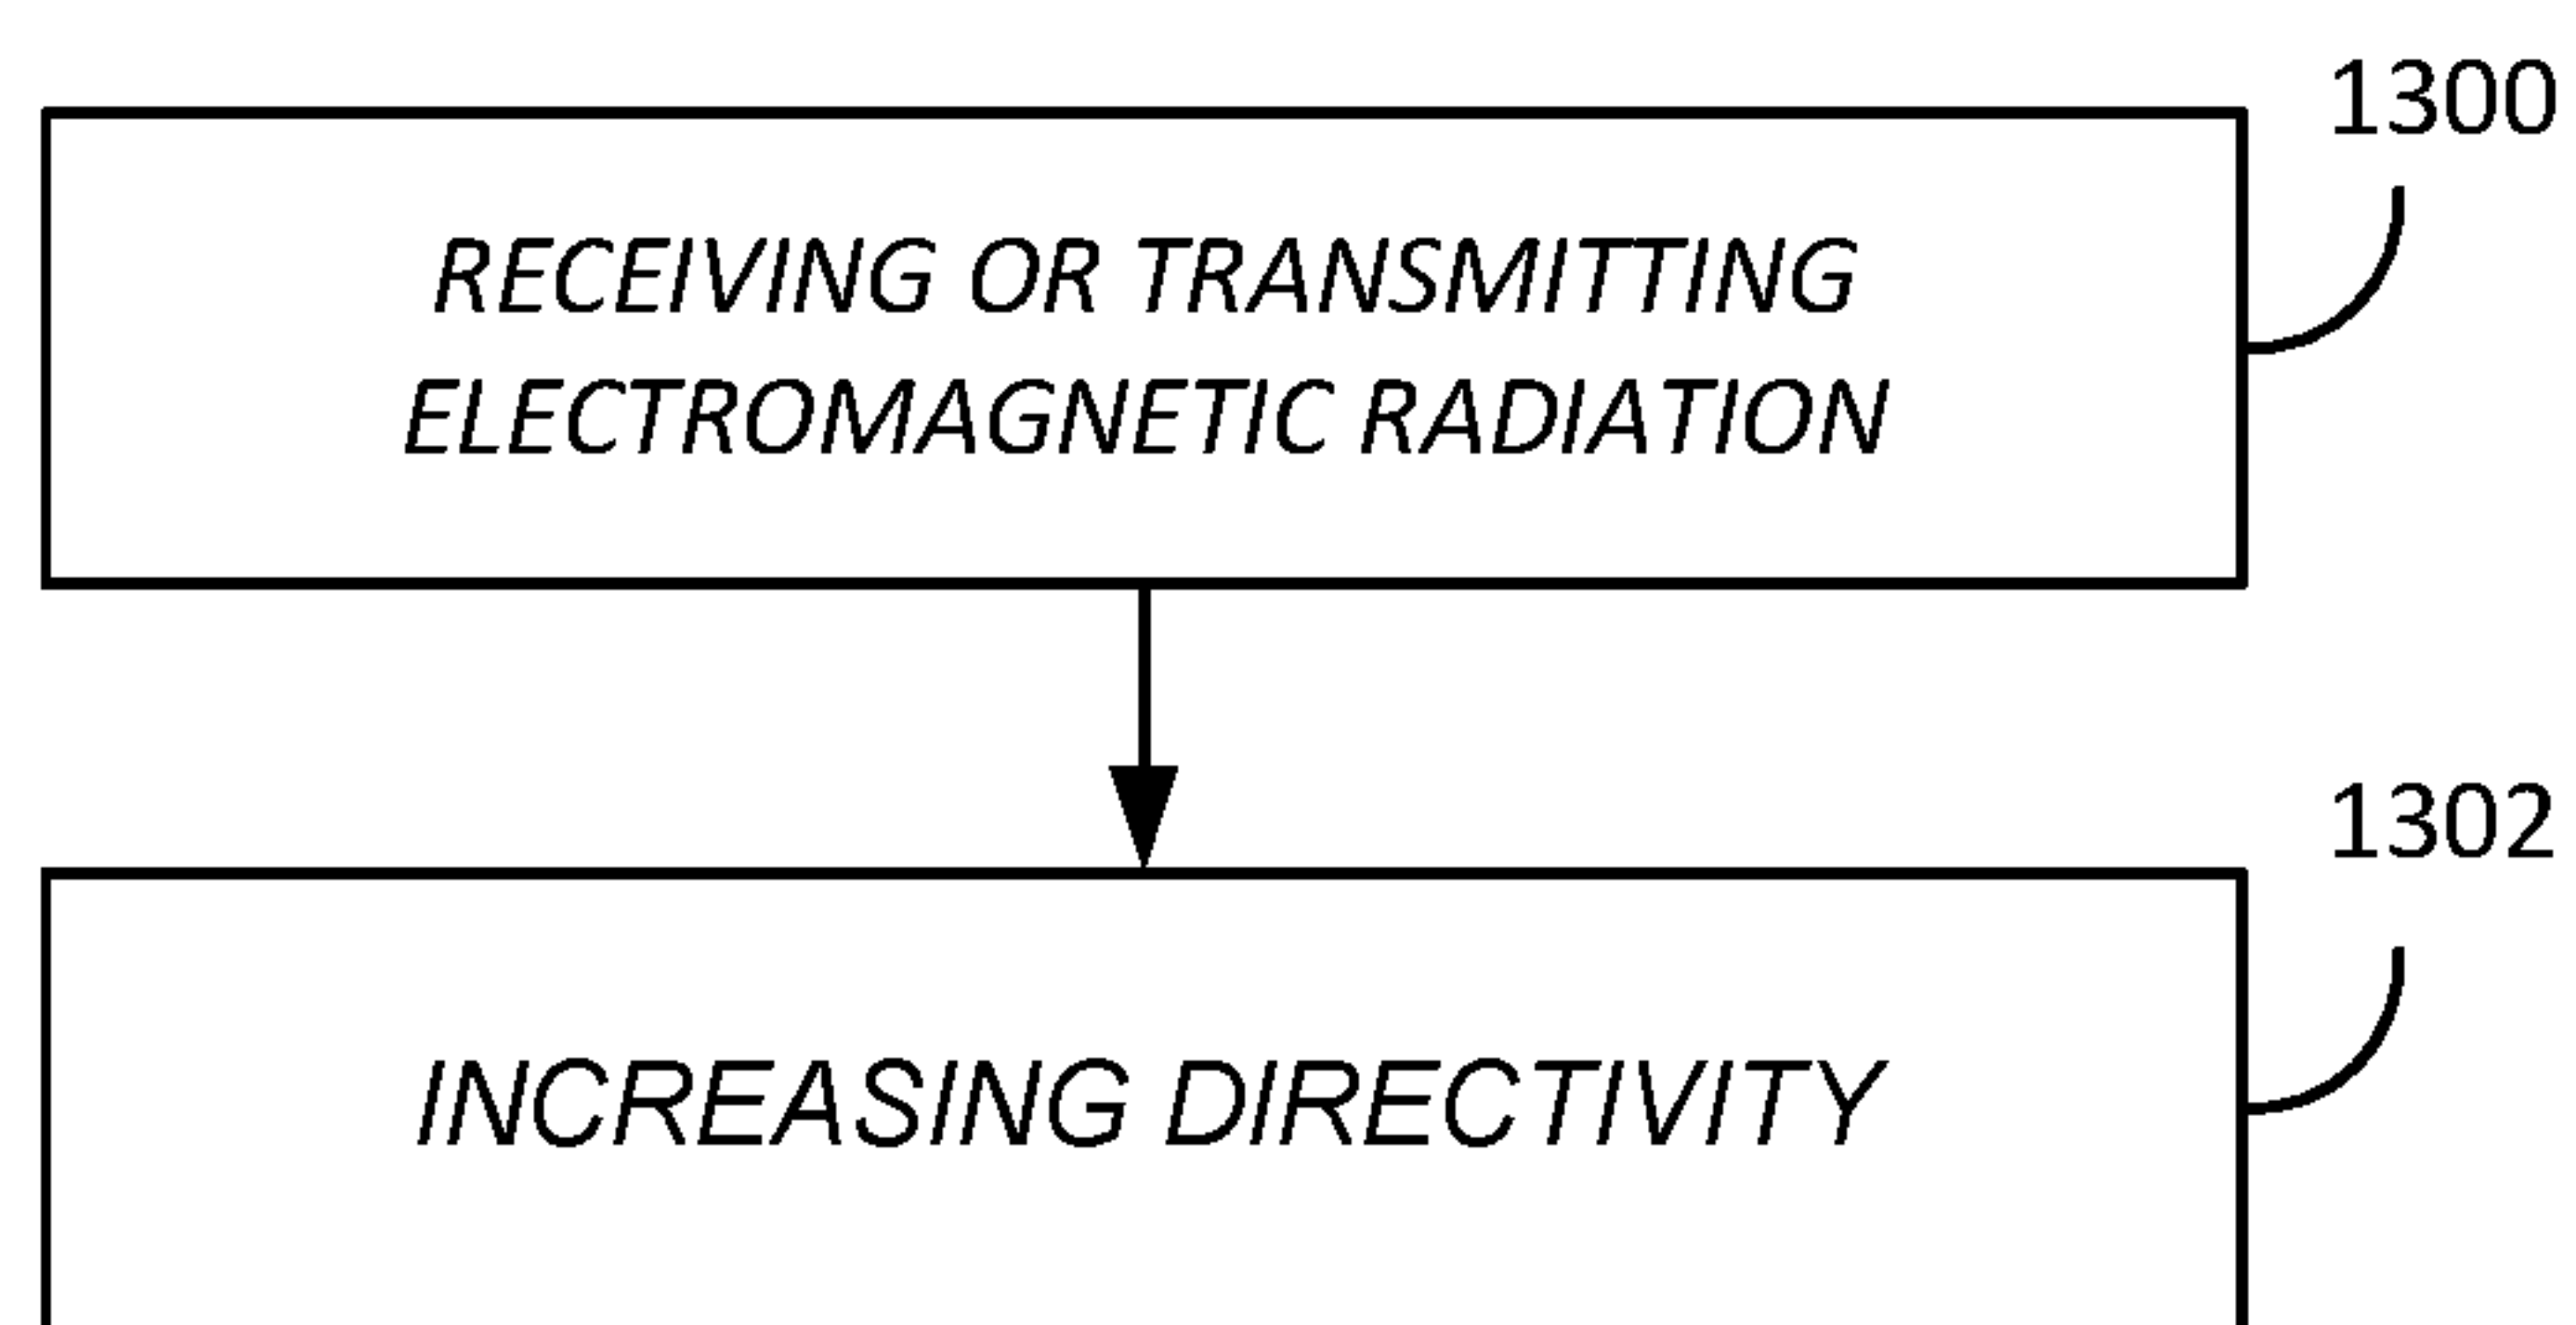 1300
RECEIVING OR TRANSMITTING
ELECTROMAGNETIC RADIATION
1302
INCREASING DIRECTIVITY